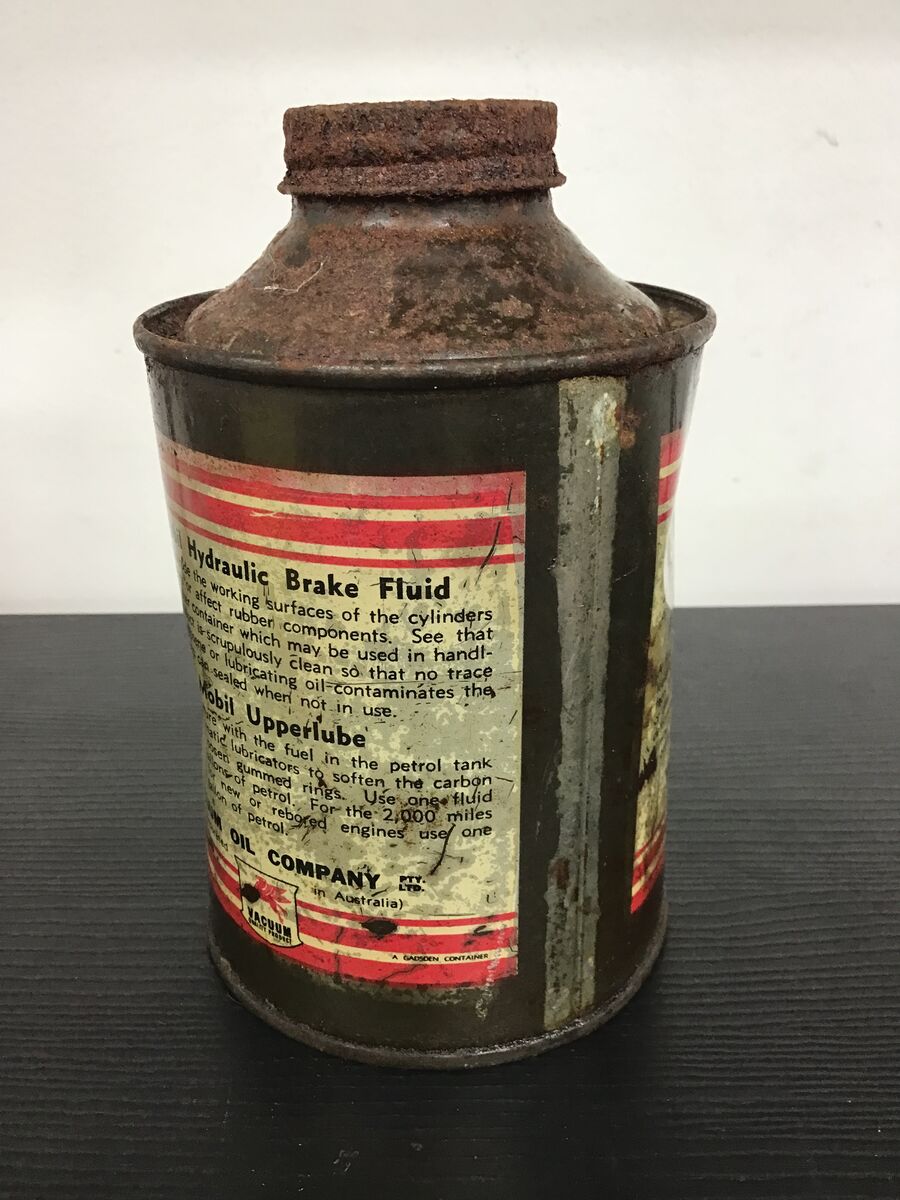 Hydraulic Brake Fluid
the working surfaces of the cylinders
or affect rubber components. See that
container which may be used in handl-
is scrupulously clean so that no trace
or lubricating oil contaminates the
sealed when not in use.
Mobil Upperlube
with the fuel in the petrol tank
lubricators to soften the carbon
gummed rings. Use one fluid
of petrol. For the 2,000 miles
new or rebored engines use one
of petrol.
OIL COMPANY PTY. LTD.
in Australia)
VACUUM
PRODUCT
A GADSDEN CONTAINER